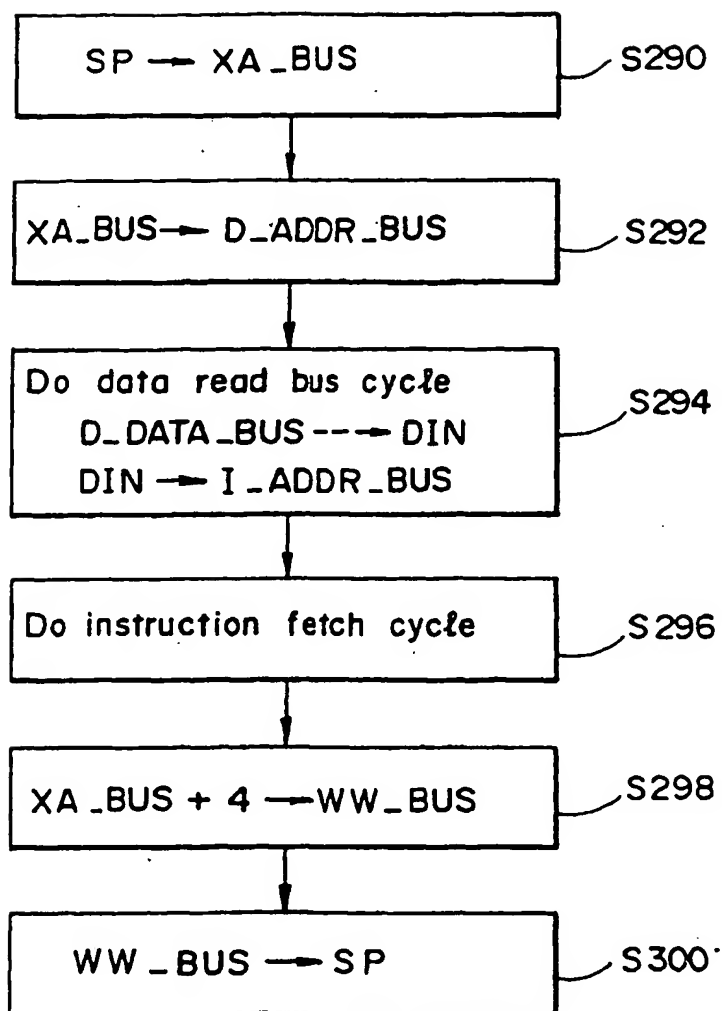 SP → XA_BUS
S290
XA_BUS → D_ADDR_BUS
S292
Do data read bus cycle
D_DATA_BUS ---→ DIN
DIN → I_ADDR_BUS
S294
Do instruction fetch cycle
S296
XA_BUS + 4 → WW_BUS
S298
WW_BUS → SP
S300